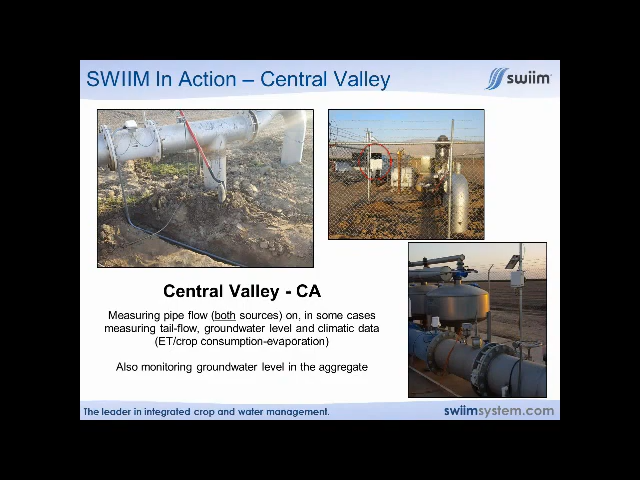 SWIIM In Action – Central Valley
swiim
Central Valley - CA
Measuring pipe flow (both sources) on, in some cases
measuring tail-flow, groundwater level and climatic data
(ET/crop consumption-evaporation)
Also monitoring groundwater level in the aggregate
The leader in integrated crop and water management.
swiimsystem.com